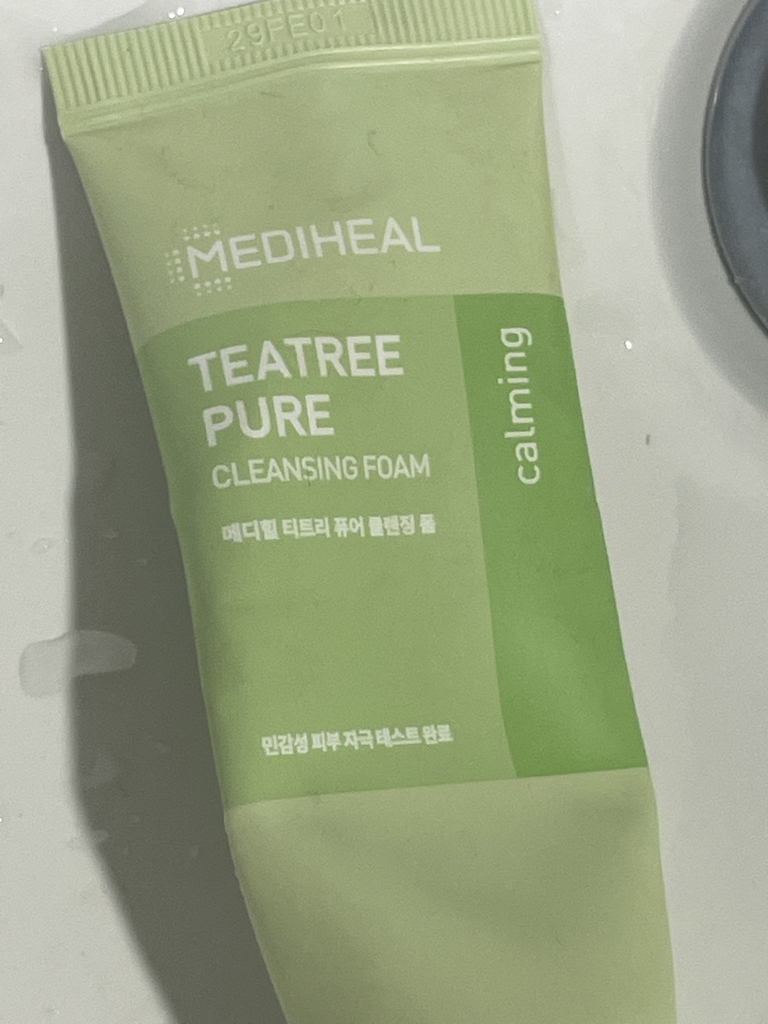 29FE01
MEDIHEAL
TEATREE
PURE
CLEANSING FOAM
메디힐 티트리 퓨어 클렌징 폼
민감성 피부 자극 테스트 완료
calming